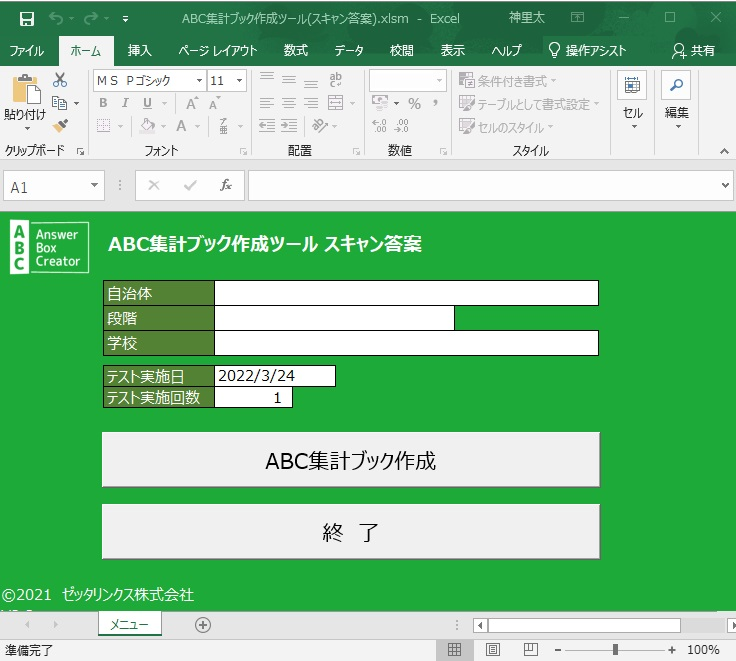 ABC集計ブック作成ツール(スキャン答案).xlsm - Excel 神里太
ファイル ホーム 挿入 ページ レイアウト 数式 データ 校閲 表示 ヘルプ 操作アシスト 共有
貼り付け
クリップボード
ＭＳ Ｐゴシック 11
B I U A A
A 亜
フォント
ab
配置
% ,
数値
条件付き書式
テーブルとして書式設定
セルのスタイル
スタイル
セル
編集
A1 fx
ABC
Answer
Box
Creator
ABC集計ブック作成ツール スキャン答案
自治体
段階
学校
テスト実施日 2022/3/24
テスト実施回数 1
ABC集計ブック作成
終 了
©2021 ゼッタリンクス株式会社
メニュー
準備完了 100%